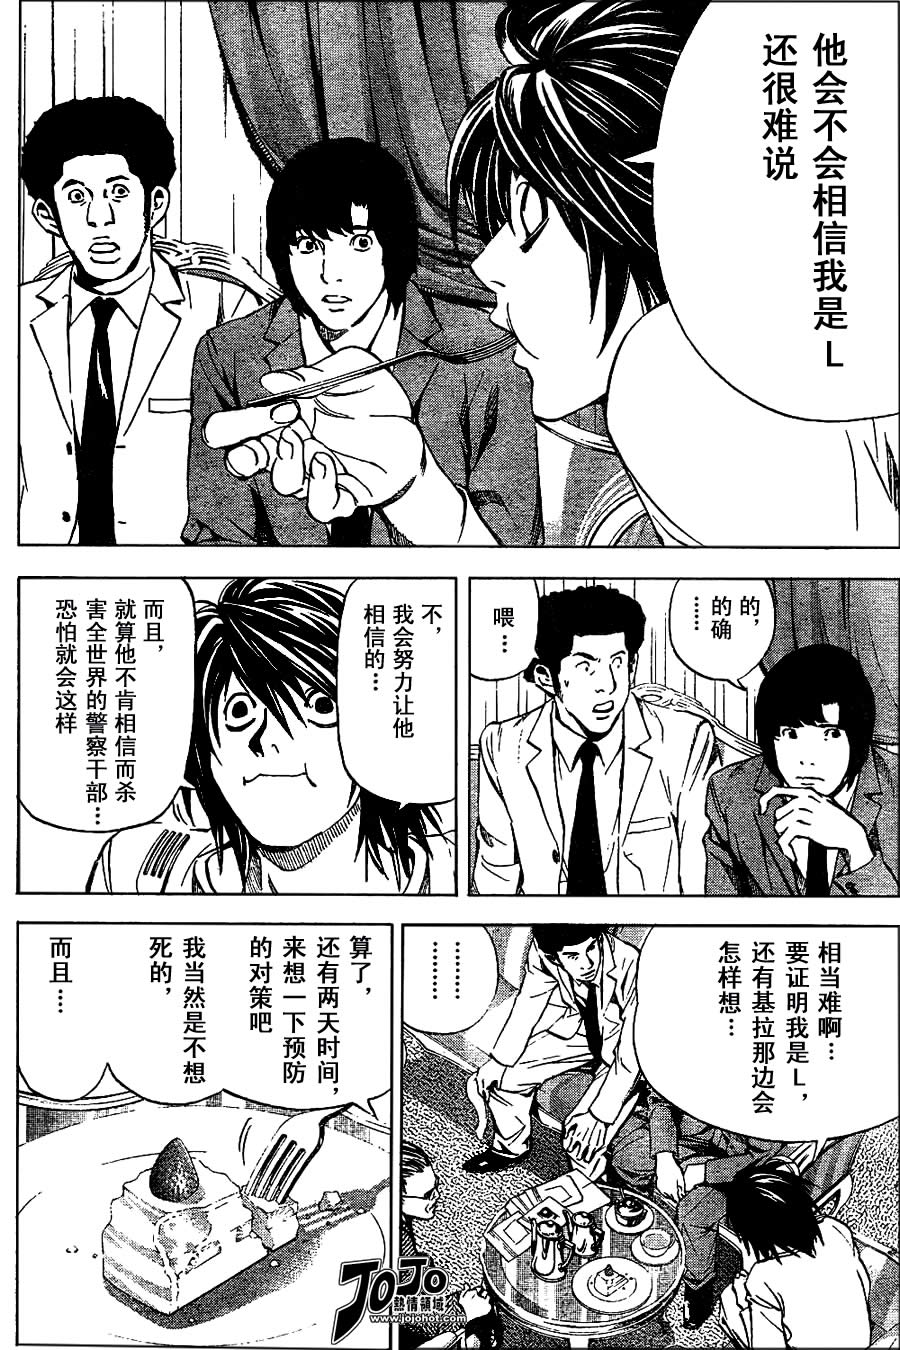 他会不会相信我是L
还很难说
的，
的确
……
喂…
不，
我会努力让他
相信的…
而且，
就算他不肯相信而杀
害全世界的警察干部…
恐怕就会这样
相当难啊…
要证明我是L，
还有基拉那边会
怎样想…
………
算了，
还有两天时间，
来想一下预防
的对策吧
我当然是不想
死的，
而且…
JOJO
熱情領域
www.jojohot.com